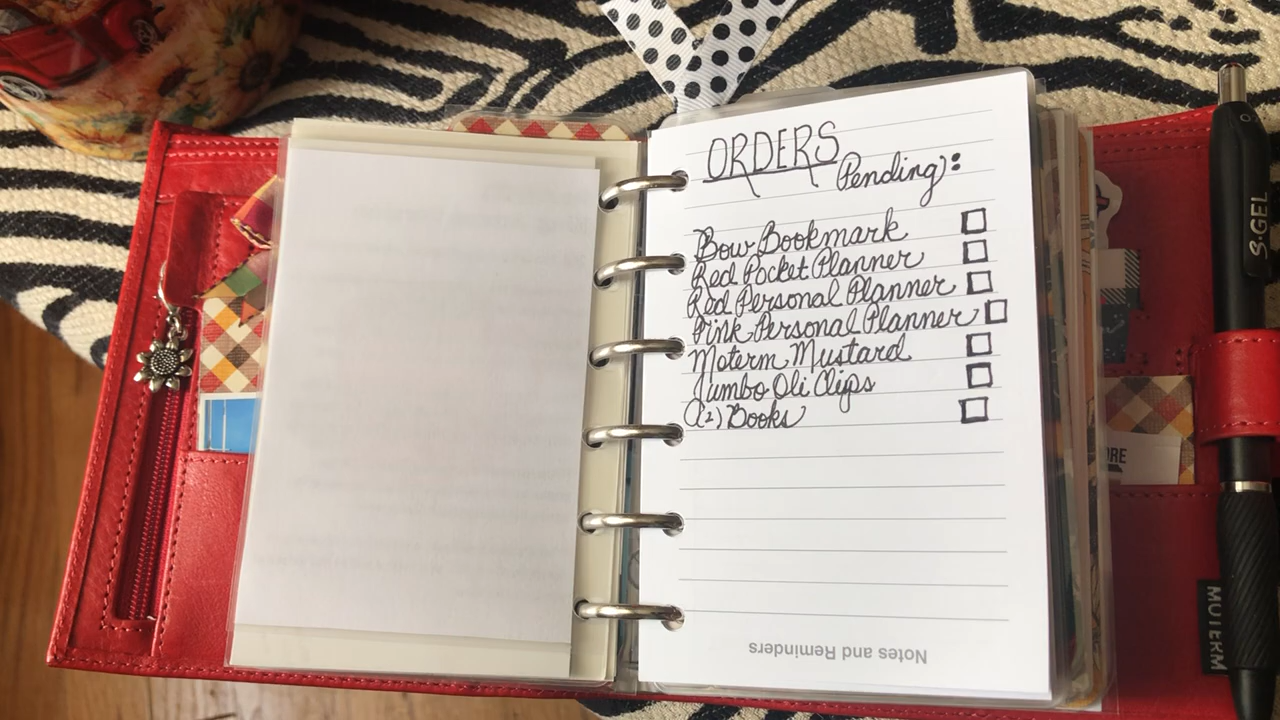 ORDERS
Pending:
Bow Bookmark
Red Pocket Planner
Red Personal Planner
Pink Personal Planner
Moterm Mustard
Jumbo Oli Clips
(2) Books
Notes and Reminders
S·GEL
MOTERM